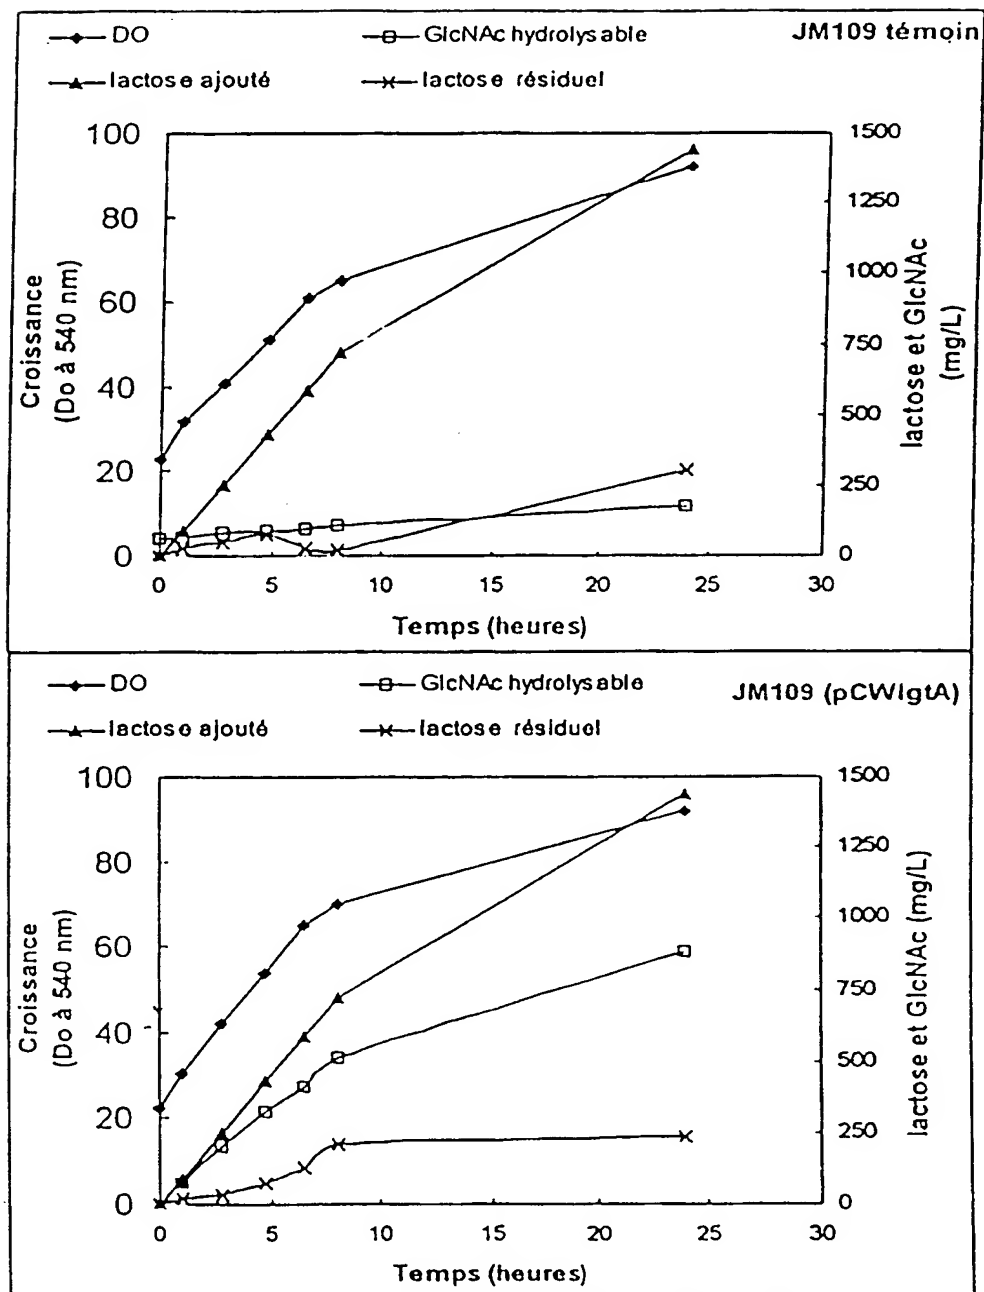 DO
GlcNAc hydrolysable
JM109 témoin
lactose ajouté
lactose résiduel
100
80
60
40
20
0
1500
1250
1000
750
500
250
0
Croissance
(Do à 540 nm)
lactose et GlcNAc
(mg/L)
0 5 10 15 20 25 30
Temps (heures)
DO
GlcNAc hydrolysable
JM109 (pCWlgtA)
lactose ajouté
lactose résiduel
100
80
60
40
20
0
1500
1250
1000
750
500
250
0
Croissance
(Do à 540 nm)
lactose et GlcNAc (mg/L)
0 5 10 15 20 25 30
Temps (heures)